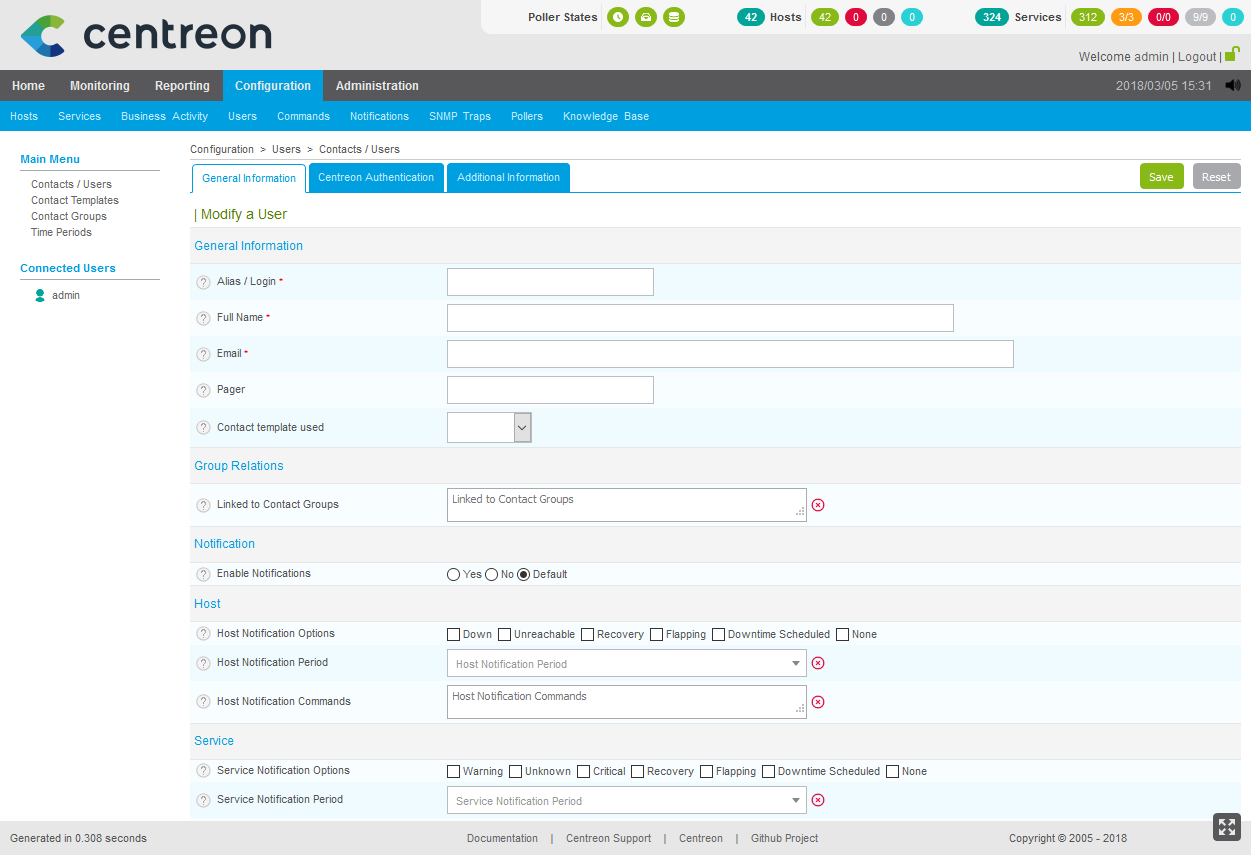 centreon
Poller States 42 Hosts 42 0 0 0 324 Services 312 3/3 0/0 9/9 0
Welcome admin | Logout |
Home Monitoring Reporting Configuration Administration 2018/03/05 15:31
Hosts Services Business Activity Users Commands Notifications SNMP Traps Pollers Knowledge Base
Main Menu
Contacts / Users
Contact Templates
Contact Groups
Time Periods
Connected Users
admin
Configuration > Users > Contacts / Users
General Information Centreon Authentication Additional Information Save Reset
| Modify a User
General Information
? Alias / Login *
? Full Name *
? Email *
? Pager
? Contact template used
Group Relations
? Linked to Contact Groups Linked to Contact Groups
Notification
? Enable Notifications Yes No Default
Host
? Host Notification Options Down Unreachable Recovery Flapping Downtime Scheduled None
? Host Notification Period Host Notification Period
? Host Notification Commands Host Notification Commands
Service
? Service Notification Options Warning Unknown Critical Recovery Flapping Downtime Scheduled None
? Service Notification Period Service Notification Period
Generated in 0.308 seconds Documentation | Centreon Support | Centreon | Github Project Copyright © 2005 - 2018